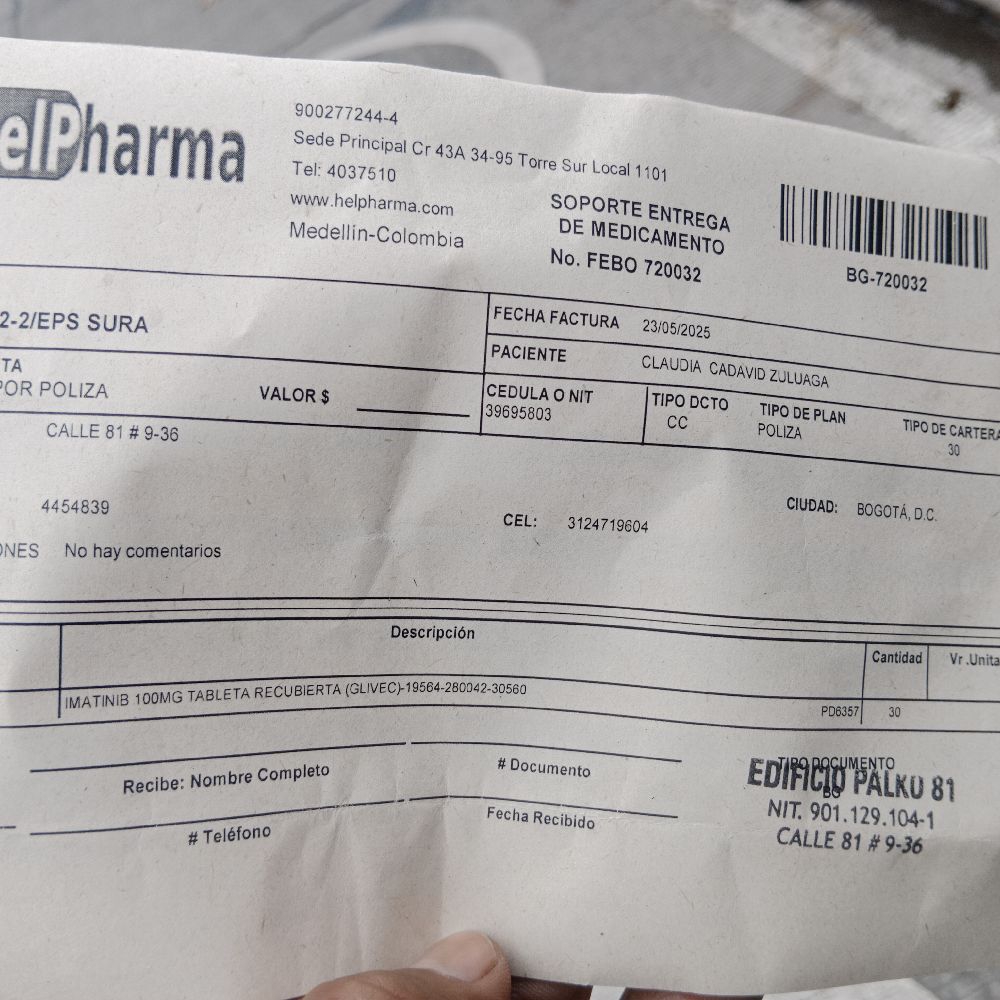 elPharma
900277244-4
Sede Principal Cr 43A 34-95 Torre Sur Local 1101
Tel: 4037510
www.helpharma.com
Medellin-Colombia
SOPORTE ENTREGA
DE MEDICAMENTO
No. FEBO 720032
BG-720032
2-2/EPS SURA
FECHA FACTURA 23/05/2025
PACIENTE CLAUDIA CADAVID ZULUAGA
TA
POR POLIZA VALOR $
CEDULA O NIT
39695803
TIPO DCTO
CC
TIPO DE PLAN
POLIZA
TIPO DE CARTERA
30
CALLE 81 # 9-36
4454839
CEL: 3124719604
CIUDAD: BOGOTÁ, D.C.
ONES No hay comentarios
Descripción Cantidad Vr .Unita
IMATINIB 100MG TABLETA RECUBIERTA (GLIVEC)-19564-280042-30560 PD6357 30
Recibe: Nombre Completo
# Documento
# Teléfono
Fecha Recibido
TIPO DOCUMENTO
BG
EDIFICIO PALKU 81
NIT. 901.129.104-1
CALLE 81 # 9-36